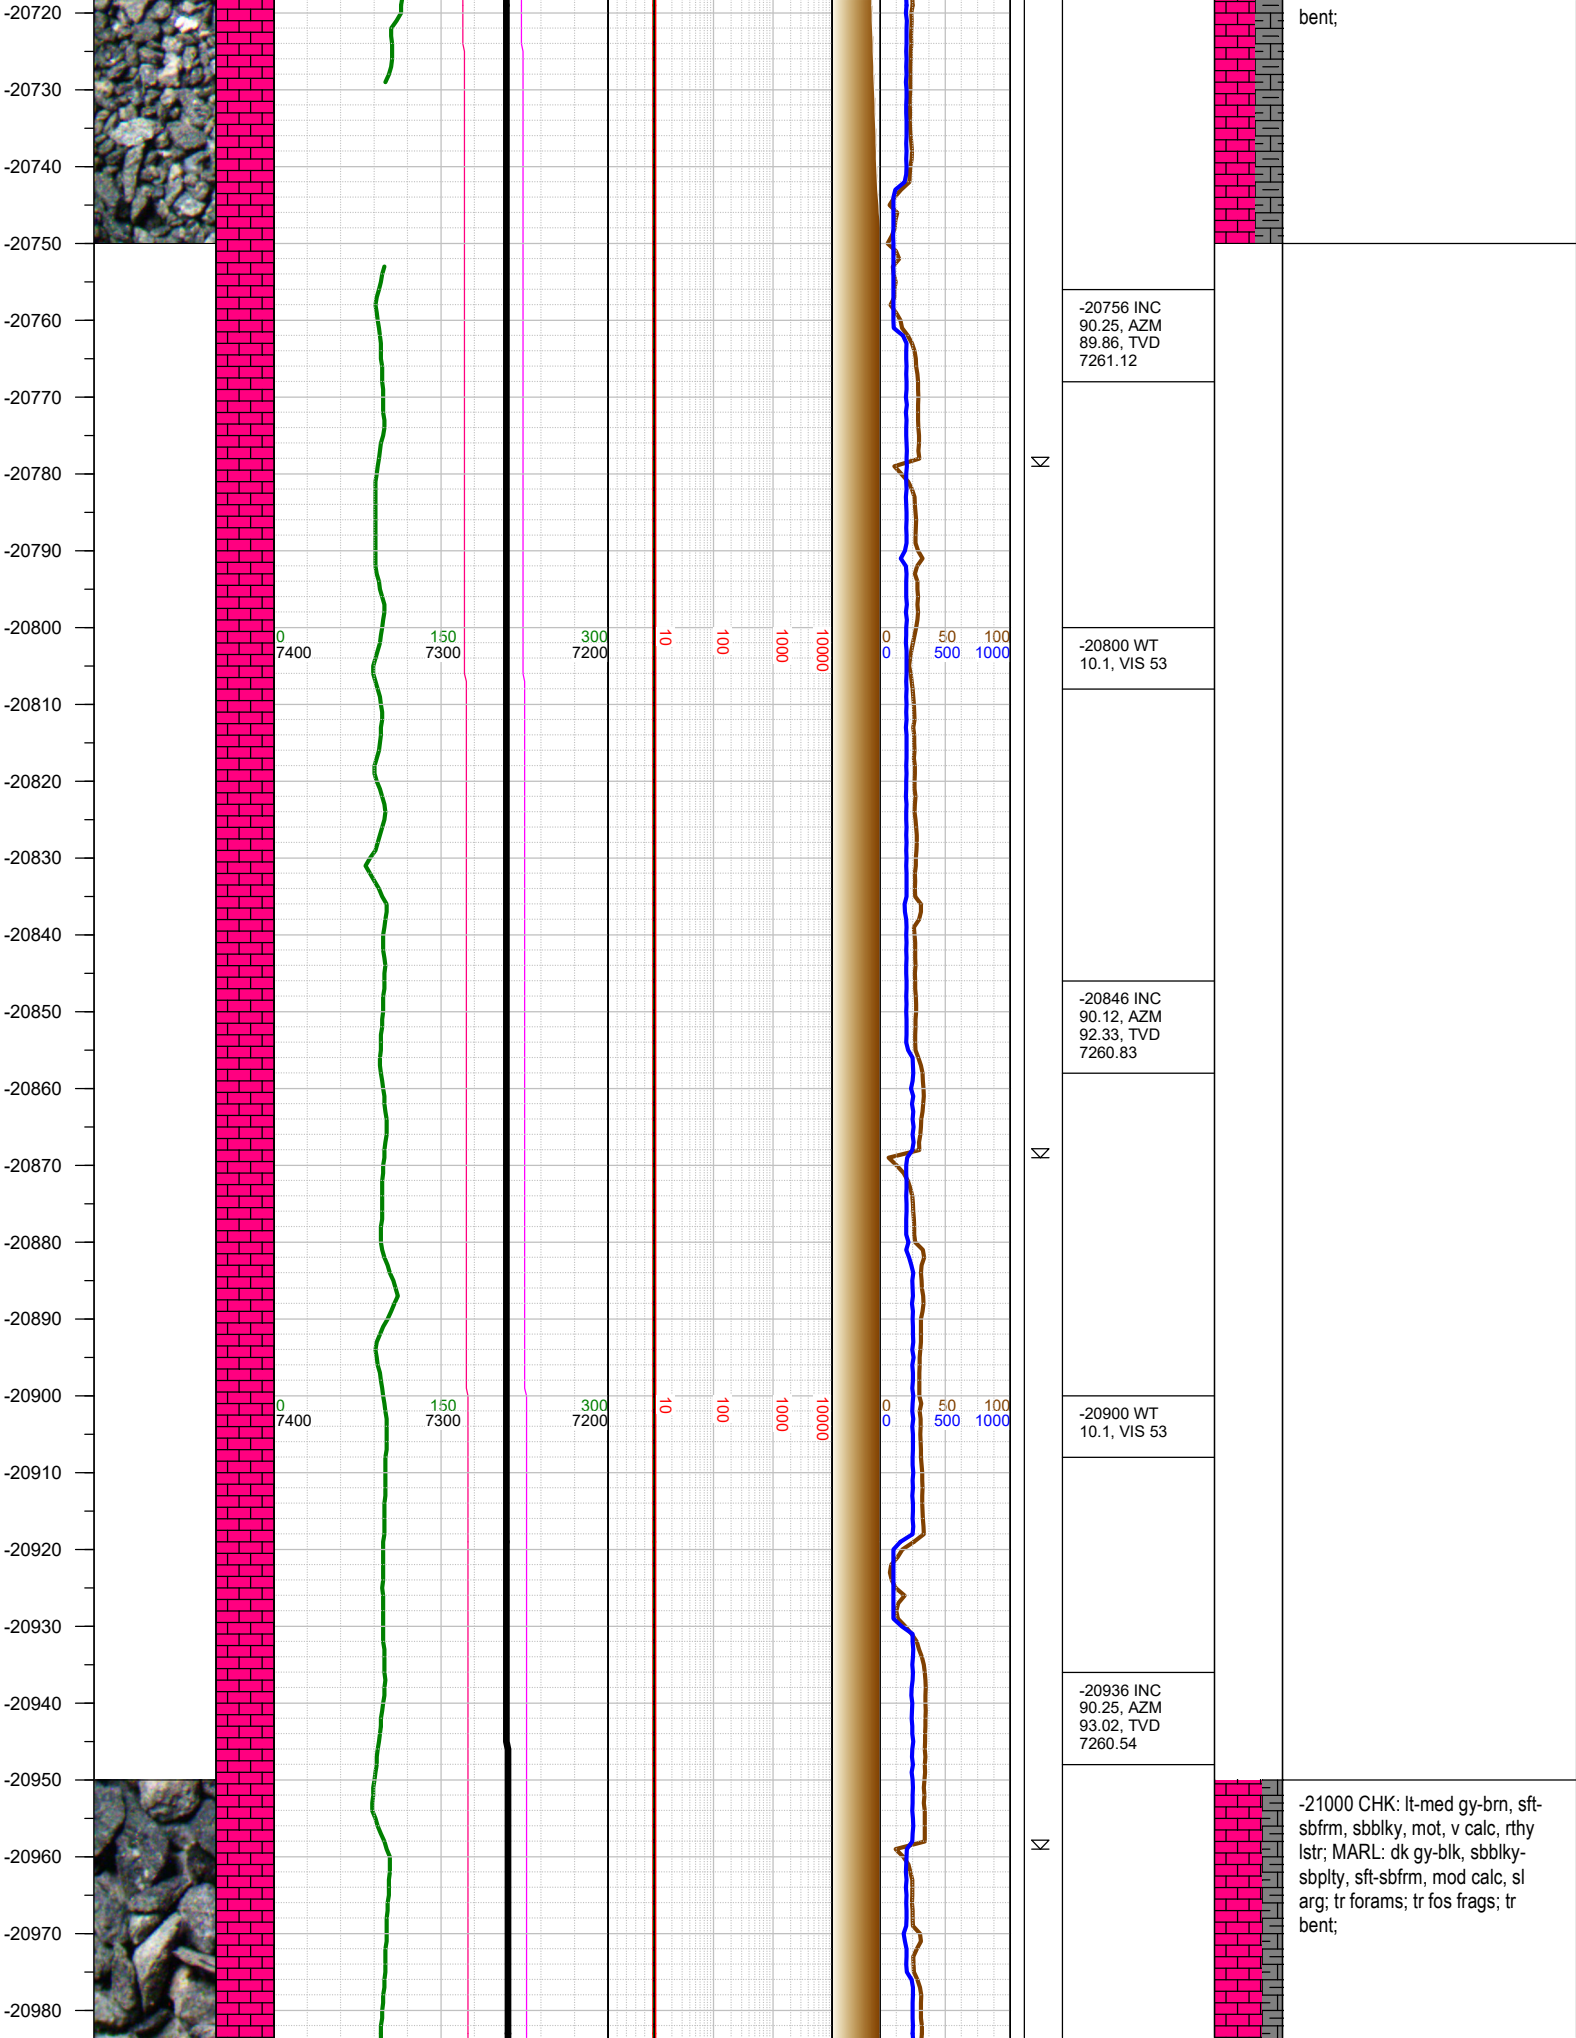 -20720
bent;
-20730
-20740
-20750
-20756 INC
90.25, AZM
89.86, TVD
7261.12
-20760
-20770
-20780
-20790
-20800
0 150 300
7400 7300 7200
10 100 1000 10000
0 50 100
0 500 1000
-20800 WT
10.1, VIS 53
-20810
-20820
-20830
-20840
-20846 INC
90.12, AZM
92.33, TVD
7260.83
-20850
-20860
-20870
-20880
-20890
-20900
0 150 300
7400 7300 7200
10 100 1000 10000
0 50 100
0 500 1000
-20900 WT
10.1, VIS 53
-20910
-20920
-20930
-20936 INC
90.25, AZM
93.02, TVD
7260.54
-20940
-20950
-21000 CHK: lt-med gy-brn, sft-
sbfrm, sbblky, mot, v calc, rthy
lstr; MARL: dk gy-blk, sbblky-
sbplty, sft-sbfrm, mod calc, sl
arg; tr forams; tr fos frags; tr
bent;
-20960
-20970
-20980